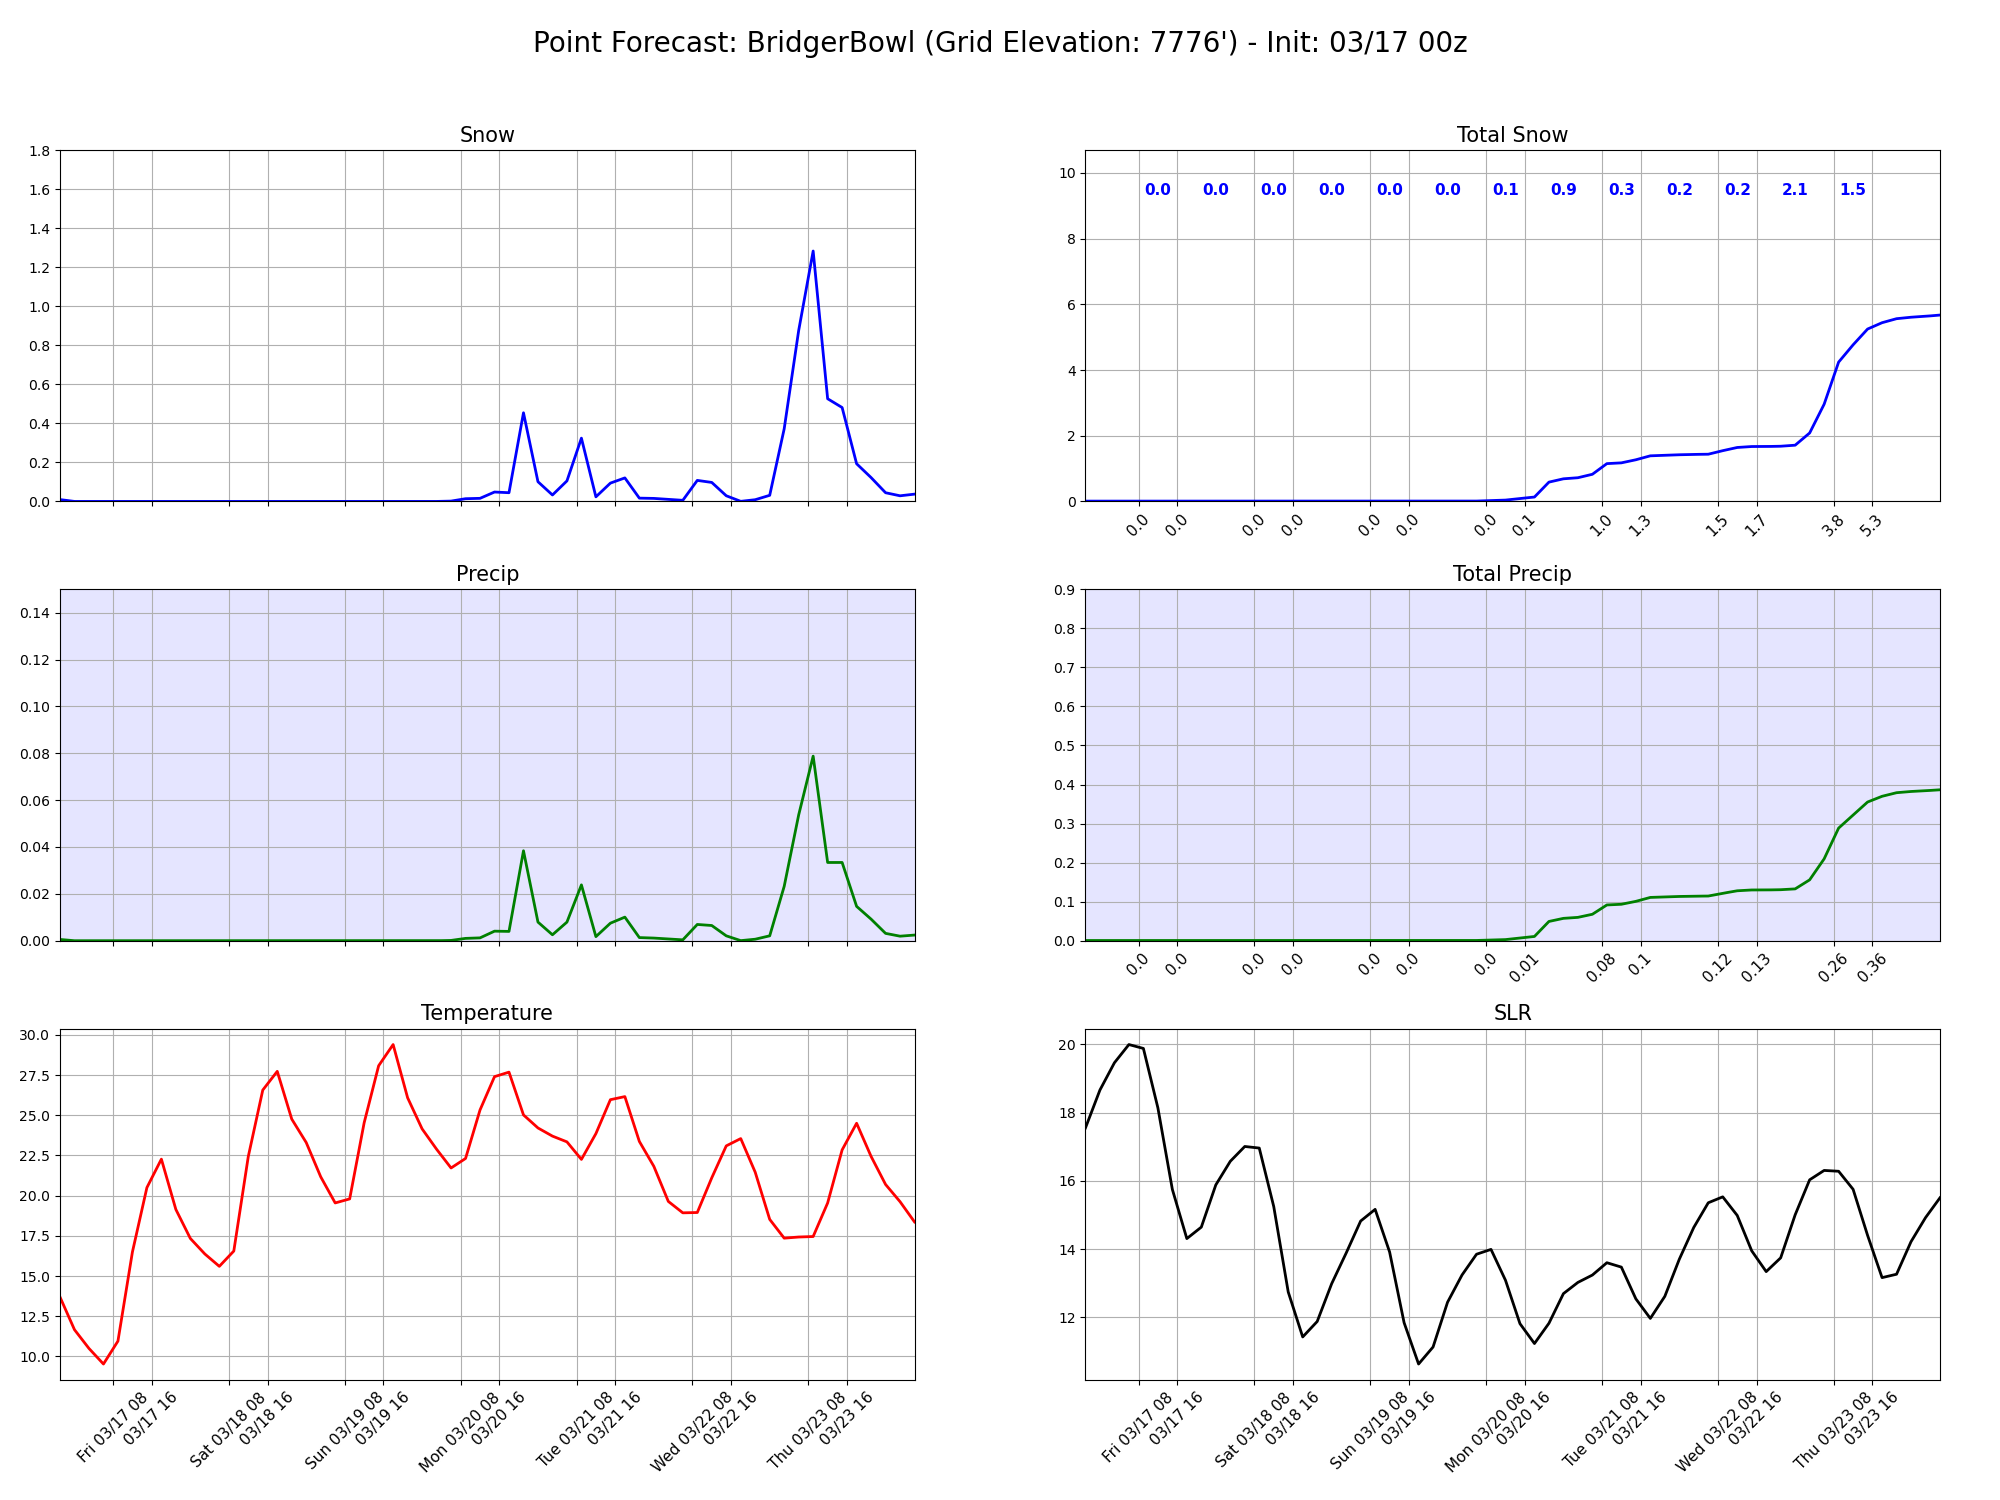 Point Forecast: BridgerBowl (Grid Elevation: 7776') - Init: 03/17 00z
Snow
1.8
1.6
1.4
1.2
1.0
0.8
0.6
0.4
0.2
0.0
Total Snow
10
8
6
4
2
0
0.0 0.0 0.0 0.0 0.0 0.0 0.1 0.9 0.3 0.2 0.2 2.1 1.5
0.0 0.0 0.0 0.0 0.0 0.0 0.0 0.1 1.0 1.3 1.5 1.7 3.8 5.3
Precip
0.14
0.12
0.10
0.08
0.06
0.04
0.02
0.00
Total Precip
0.9
0.8
0.7
0.6
0.5
0.4
0.3
0.2
0.1
0.0
0.0 0.0 0.0 0.0 0.0 0.0 0.0 0.01 0.08 0.1 0.12 0.13 0.26 0.36
Temperature
30.0
27.5
25.0
22.5
20.0
17.5
15.0
12.5
10.0
Fri 03/17 08
03/17 16
Sat 03/18 08
03/18 16
Sun 03/19 08
03/19 16
Mon 03/20 08
03/20 16
Tue 03/21 08
03/21 16
Wed 03/22 08
03/22 16
Thu 03/23 08
03/23 16
SLR
20
18
16
14
12
Fri 03/17 08
03/17 16
Sat 03/18 08
03/18 16
Sun 03/19 08
03/19 16
Mon 03/20 08
03/20 16
Tue 03/21 08
03/21 16
Wed 03/22 08
03/22 16
Thu 03/23 08
03/23 16